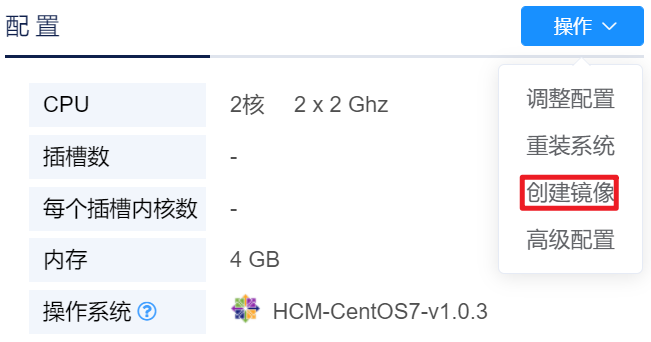 配 置
操作
CPU 2核 2 x 2 Ghz
调整配置
插槽数 -
重装系统
每个插槽内核数 -
创建镜像
高级配置
内存 4 GB
操作系统 ? HCM-CentOS7-v1.0.3